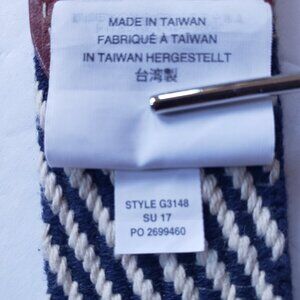 MADE IN TAIWAN
FABRIQUÉ À TAÏWAN
IN TAIWAN HERGESTELLT
台湾製
STYLE G3148
SU 17
PO 2699460